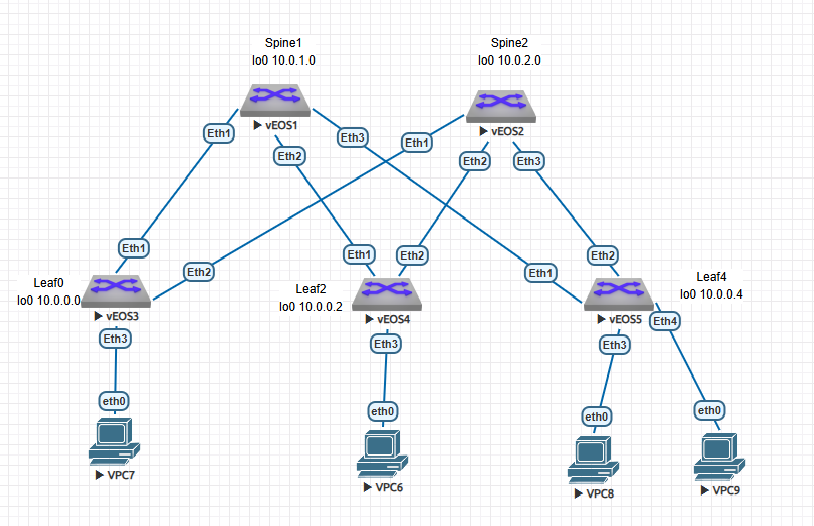 Spine1
lo0 10.0.1.0
Spine2
lo0 10.0.2.0
vEOS1
vEOS2
Eth1
Eth2
Eth3
Eth1
Eth2
Eth3
Eth1
Eth2
Eth1
Eth2
Eth1
Eth2
Leaf0
lo0 10.0.0.0
Leaf2
lo0 10.0.0.2
Leaf4
lo0 10.0.0.4
vEOS3
vEOS4
vEOS5
Eth3
Eth3
Eth3
Eth4
eth0
eth0
eth0
eth0
VPC7
VPC6
VPC8
VPC9